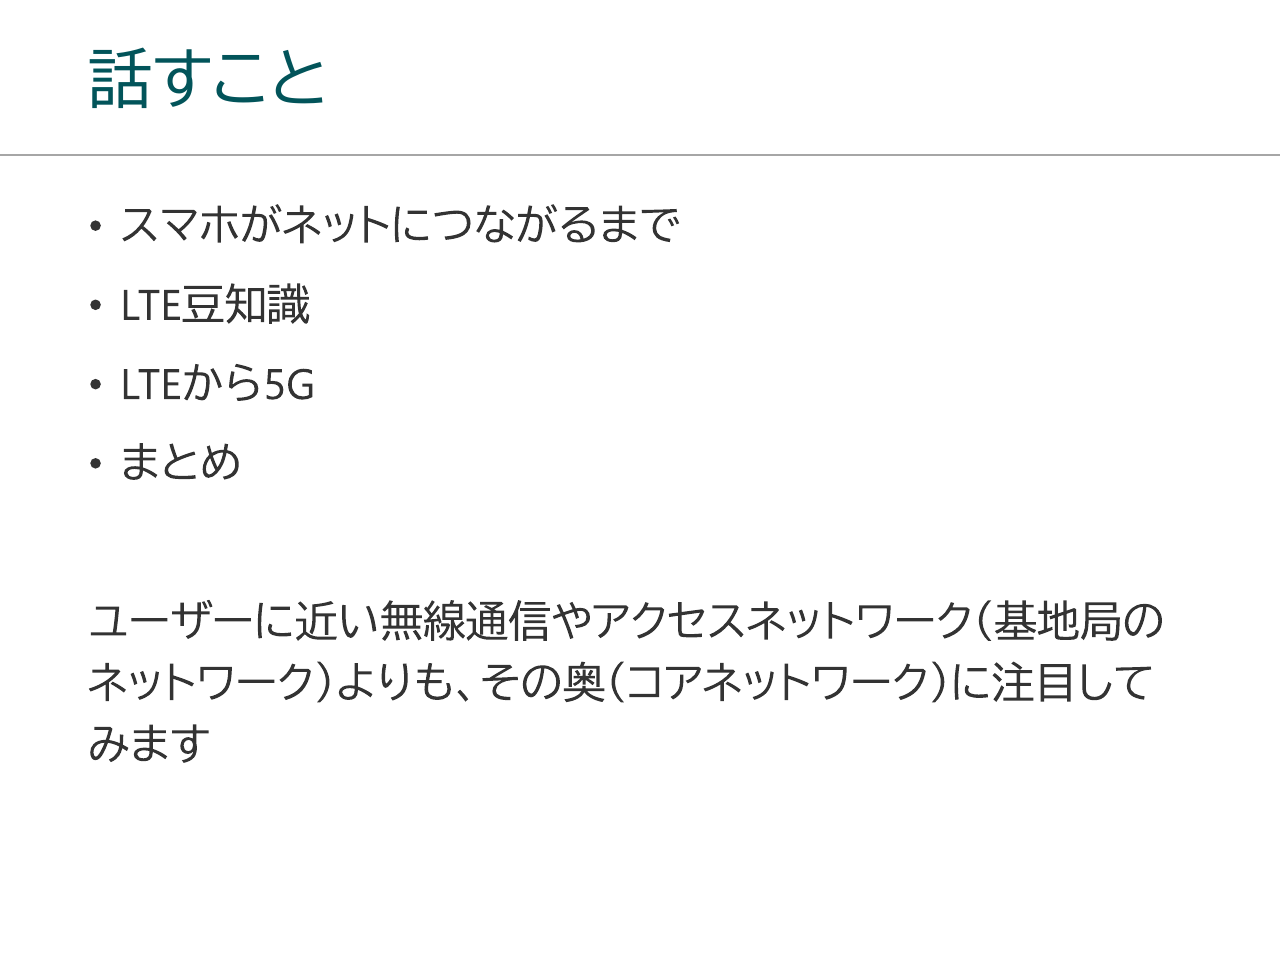 話すこと
• スマホがネットにつながるまで
• LTE豆知識
• LTEから5G
• まとめ
ユーザーに近い無線通信やアクセスネットワーク（基地局の
ネットワーク）よりも、その奥（コアネットワーク）に注目して
みます